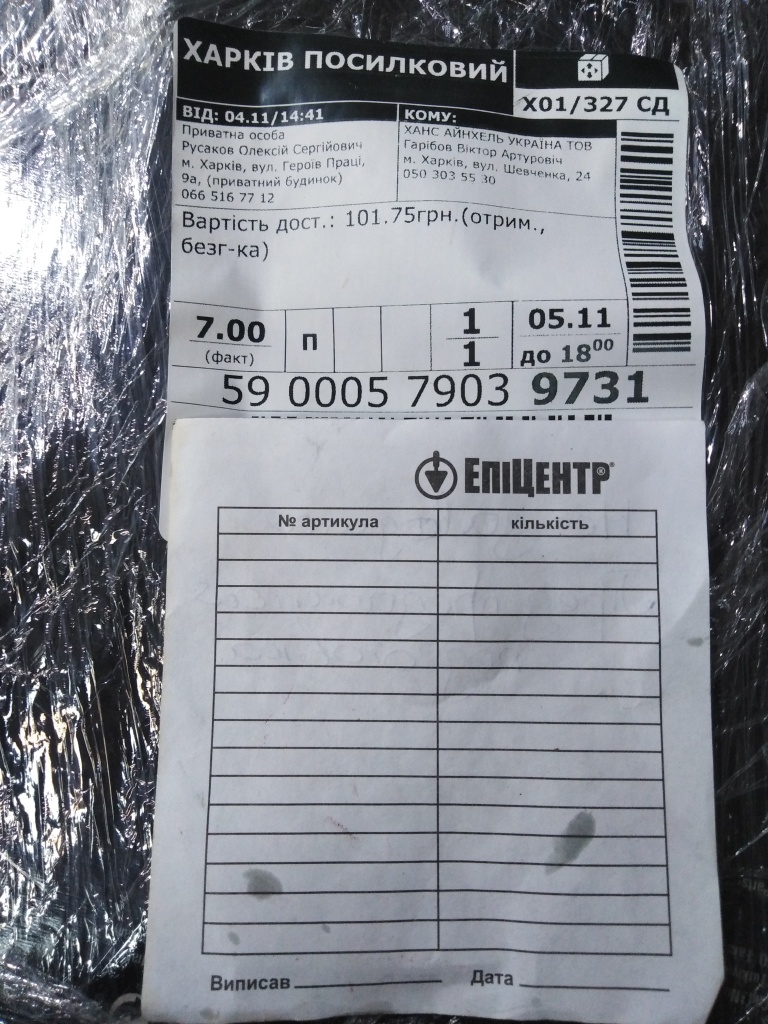 ХАРКІВ ПОСИЛКОВИЙ
Х01/327 СД
ВІД: 04.11/14:41
Приватна особа
Русаков Олексій Сергійович
м. Харків, вул. Героїв Праці,
9а, (приватний будинок)
066 516 77 12
КОМУ:
ХАНС АЙНХЕЛЬ УКРАЇНА ТОВ
Гарібов Віктор Артурович
м. Харків, вул. Шевченка, 24
050 303 55 30
Вартість дост.: 101.75грн.(отрим.,
безг-ка)
7.00
(факт)
П
1
1
05.11
до 18⁰⁰
59 0005 7903 9731
ЕПІЦЕНТР®
№ артикула кількість
Виписав Дата